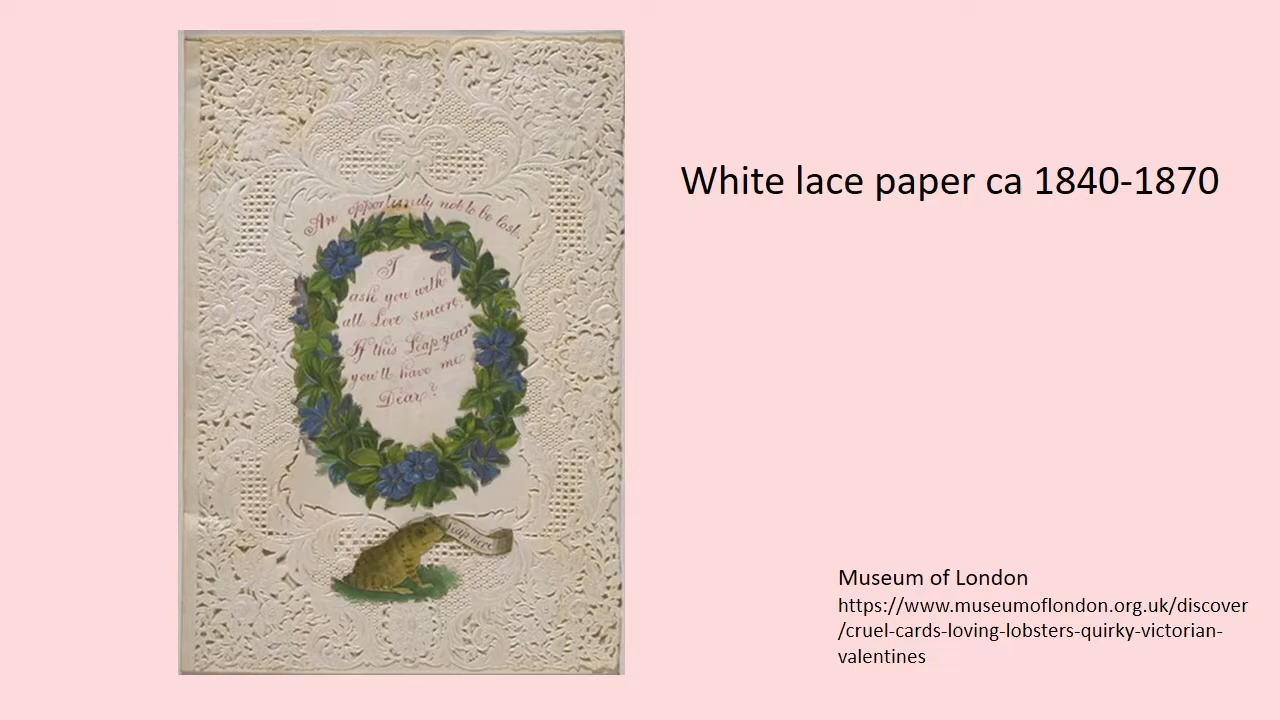 White lace paper ca 1840-1870
An opportunity not to be lost.
I
ask you with
all Love sincere,
If this Leap-year
you'll have me
Dear?
Leap here
Museum of London
https://www.museumoflondon.org.uk/discover
/cruel-cards-loving-lobsters-quirky-victorian-
valentines